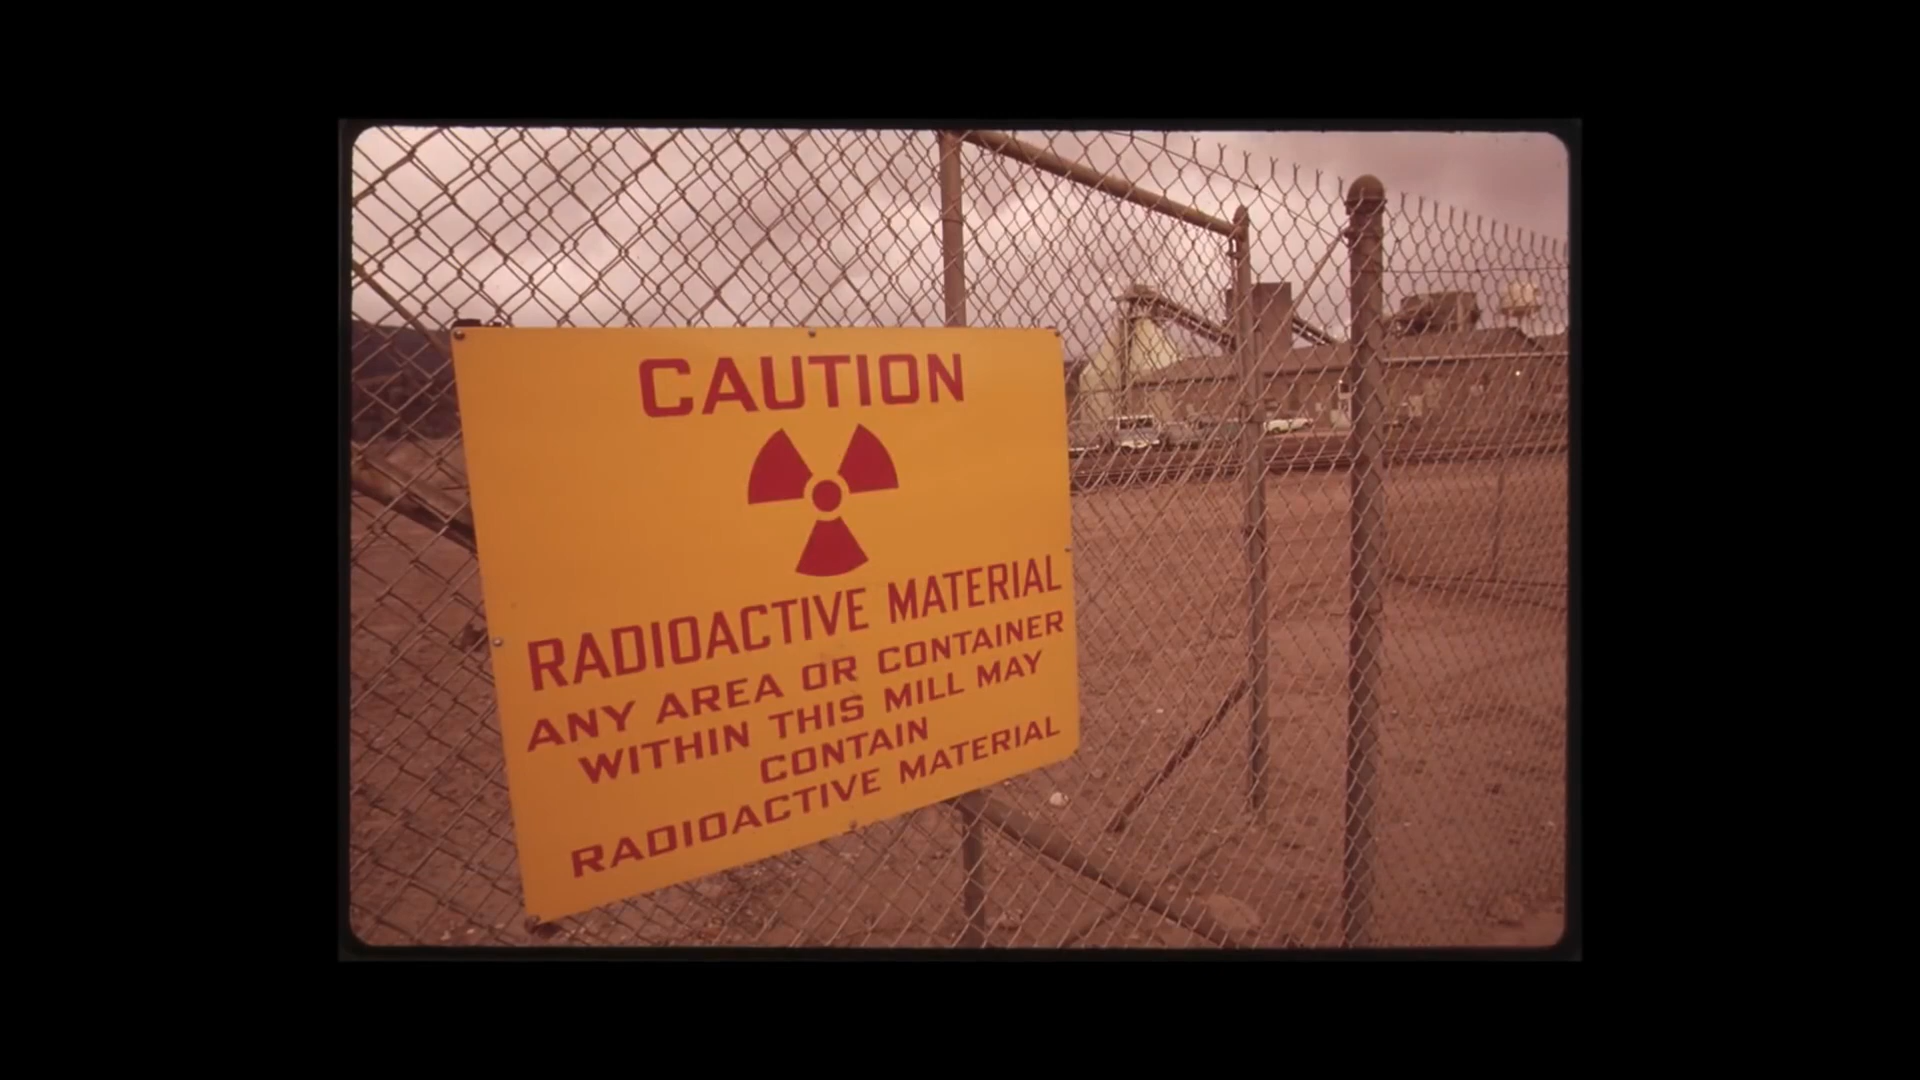 CAUTION
RADIOACTIVE MATERIAL
ANY AREA OR CONTAINER
WITHIN THIS MILL MAY
CONTAIN
RADIOACTIVE MATERIAL